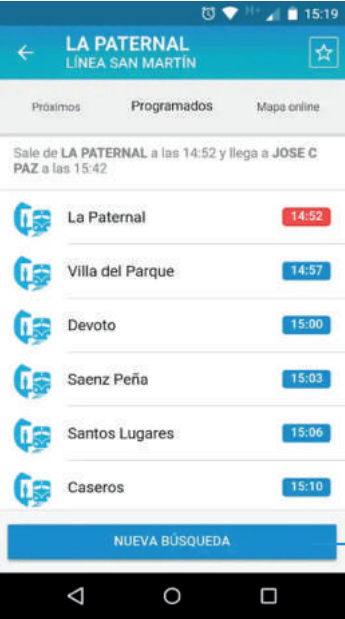 H+ 15:19
LA PATERNAL
LÍNEA SAN MARTÍN
Próximos Programados Mapa online
Sale de LA PATERNAL a las 14:52 y llega a JOSE C
PAZ a las 15:42
La Paternal 14:52
Villa del Parque 14:57
Devoto 15:00
Saenz Peña 15:03
Santos Lugares 15:06
Caseros 15:10
NUEVA BÚSQUEDA